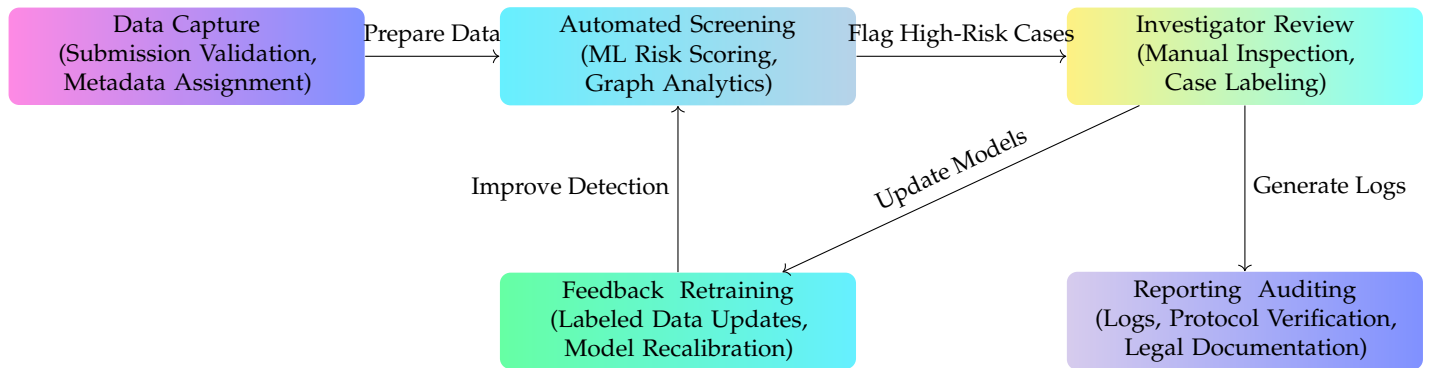 Data Capture
(Submission Validation,
Metadata Assignment)
Prepare Data
Automated Screening
(ML Risk Scoring,
Graph Analytics)
Flag High-Risk Cases
Investigator Review
(Manual Inspection,
Case Labeling)
Improve Detection
Update Models
Generate Logs
Feedback Retraining
(Labeled Data Updates,
Model Recalibration)
Reporting Auditing
(Logs, Protocol Verification,
Legal Documentation)